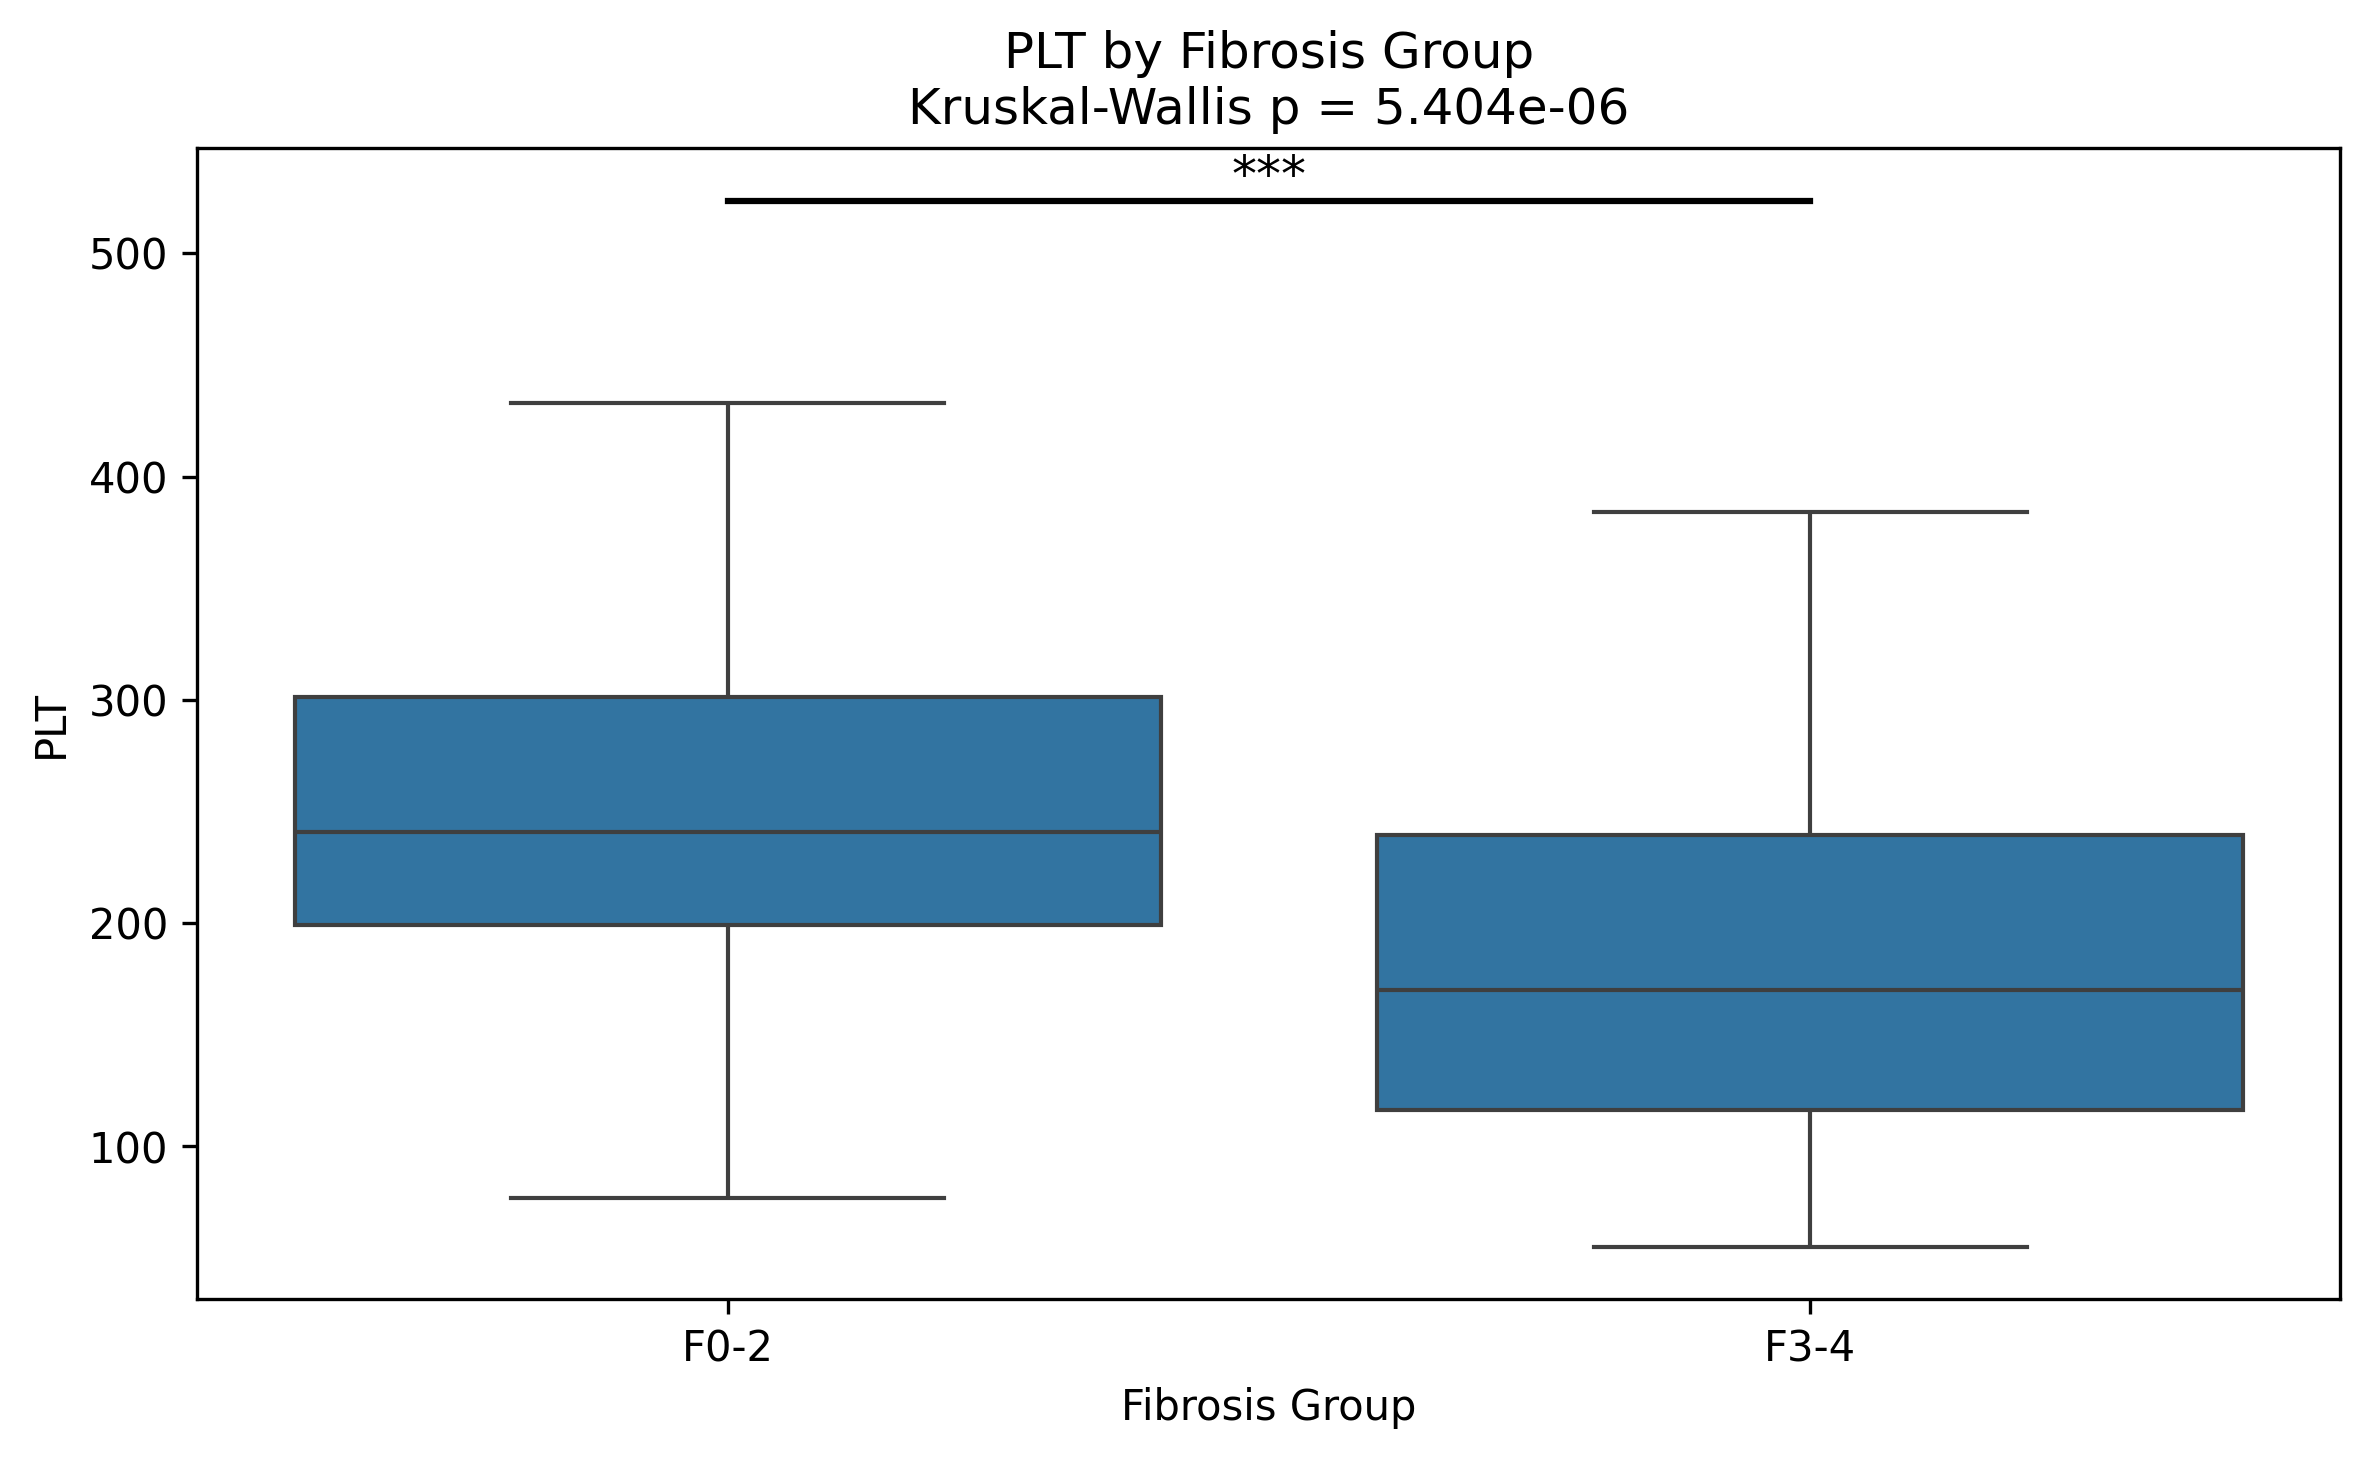 PLT by Fibrosis Group
Kruskal-Wallis p = 5.404e-06
***
500
400
300
200
100
PLT
F0-2
F3-4
Fibrosis Group